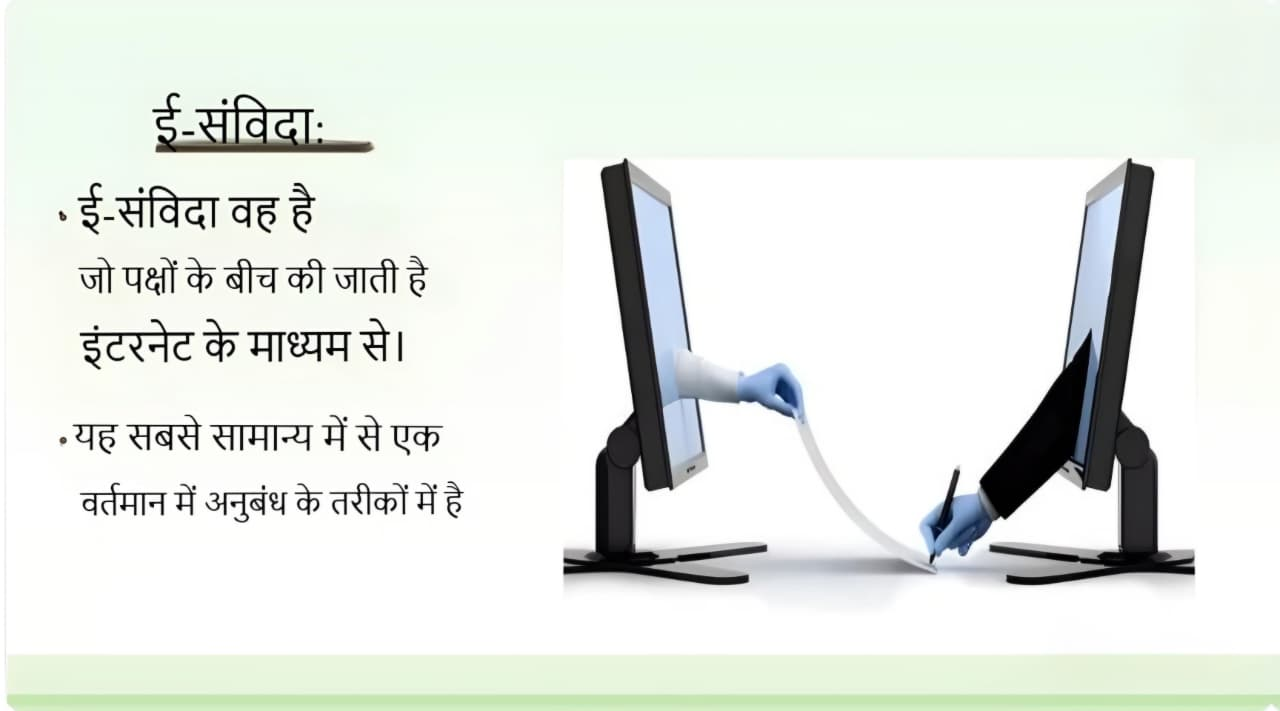 ई-संविदा:
ई-संविदा वह है
जो पक्षों के बीच की जाती है
इंटरनेट के माध्यम से।
यह सबसे सामान्य में से एक
वर्तमान में अनुबंध के तरीकों में है